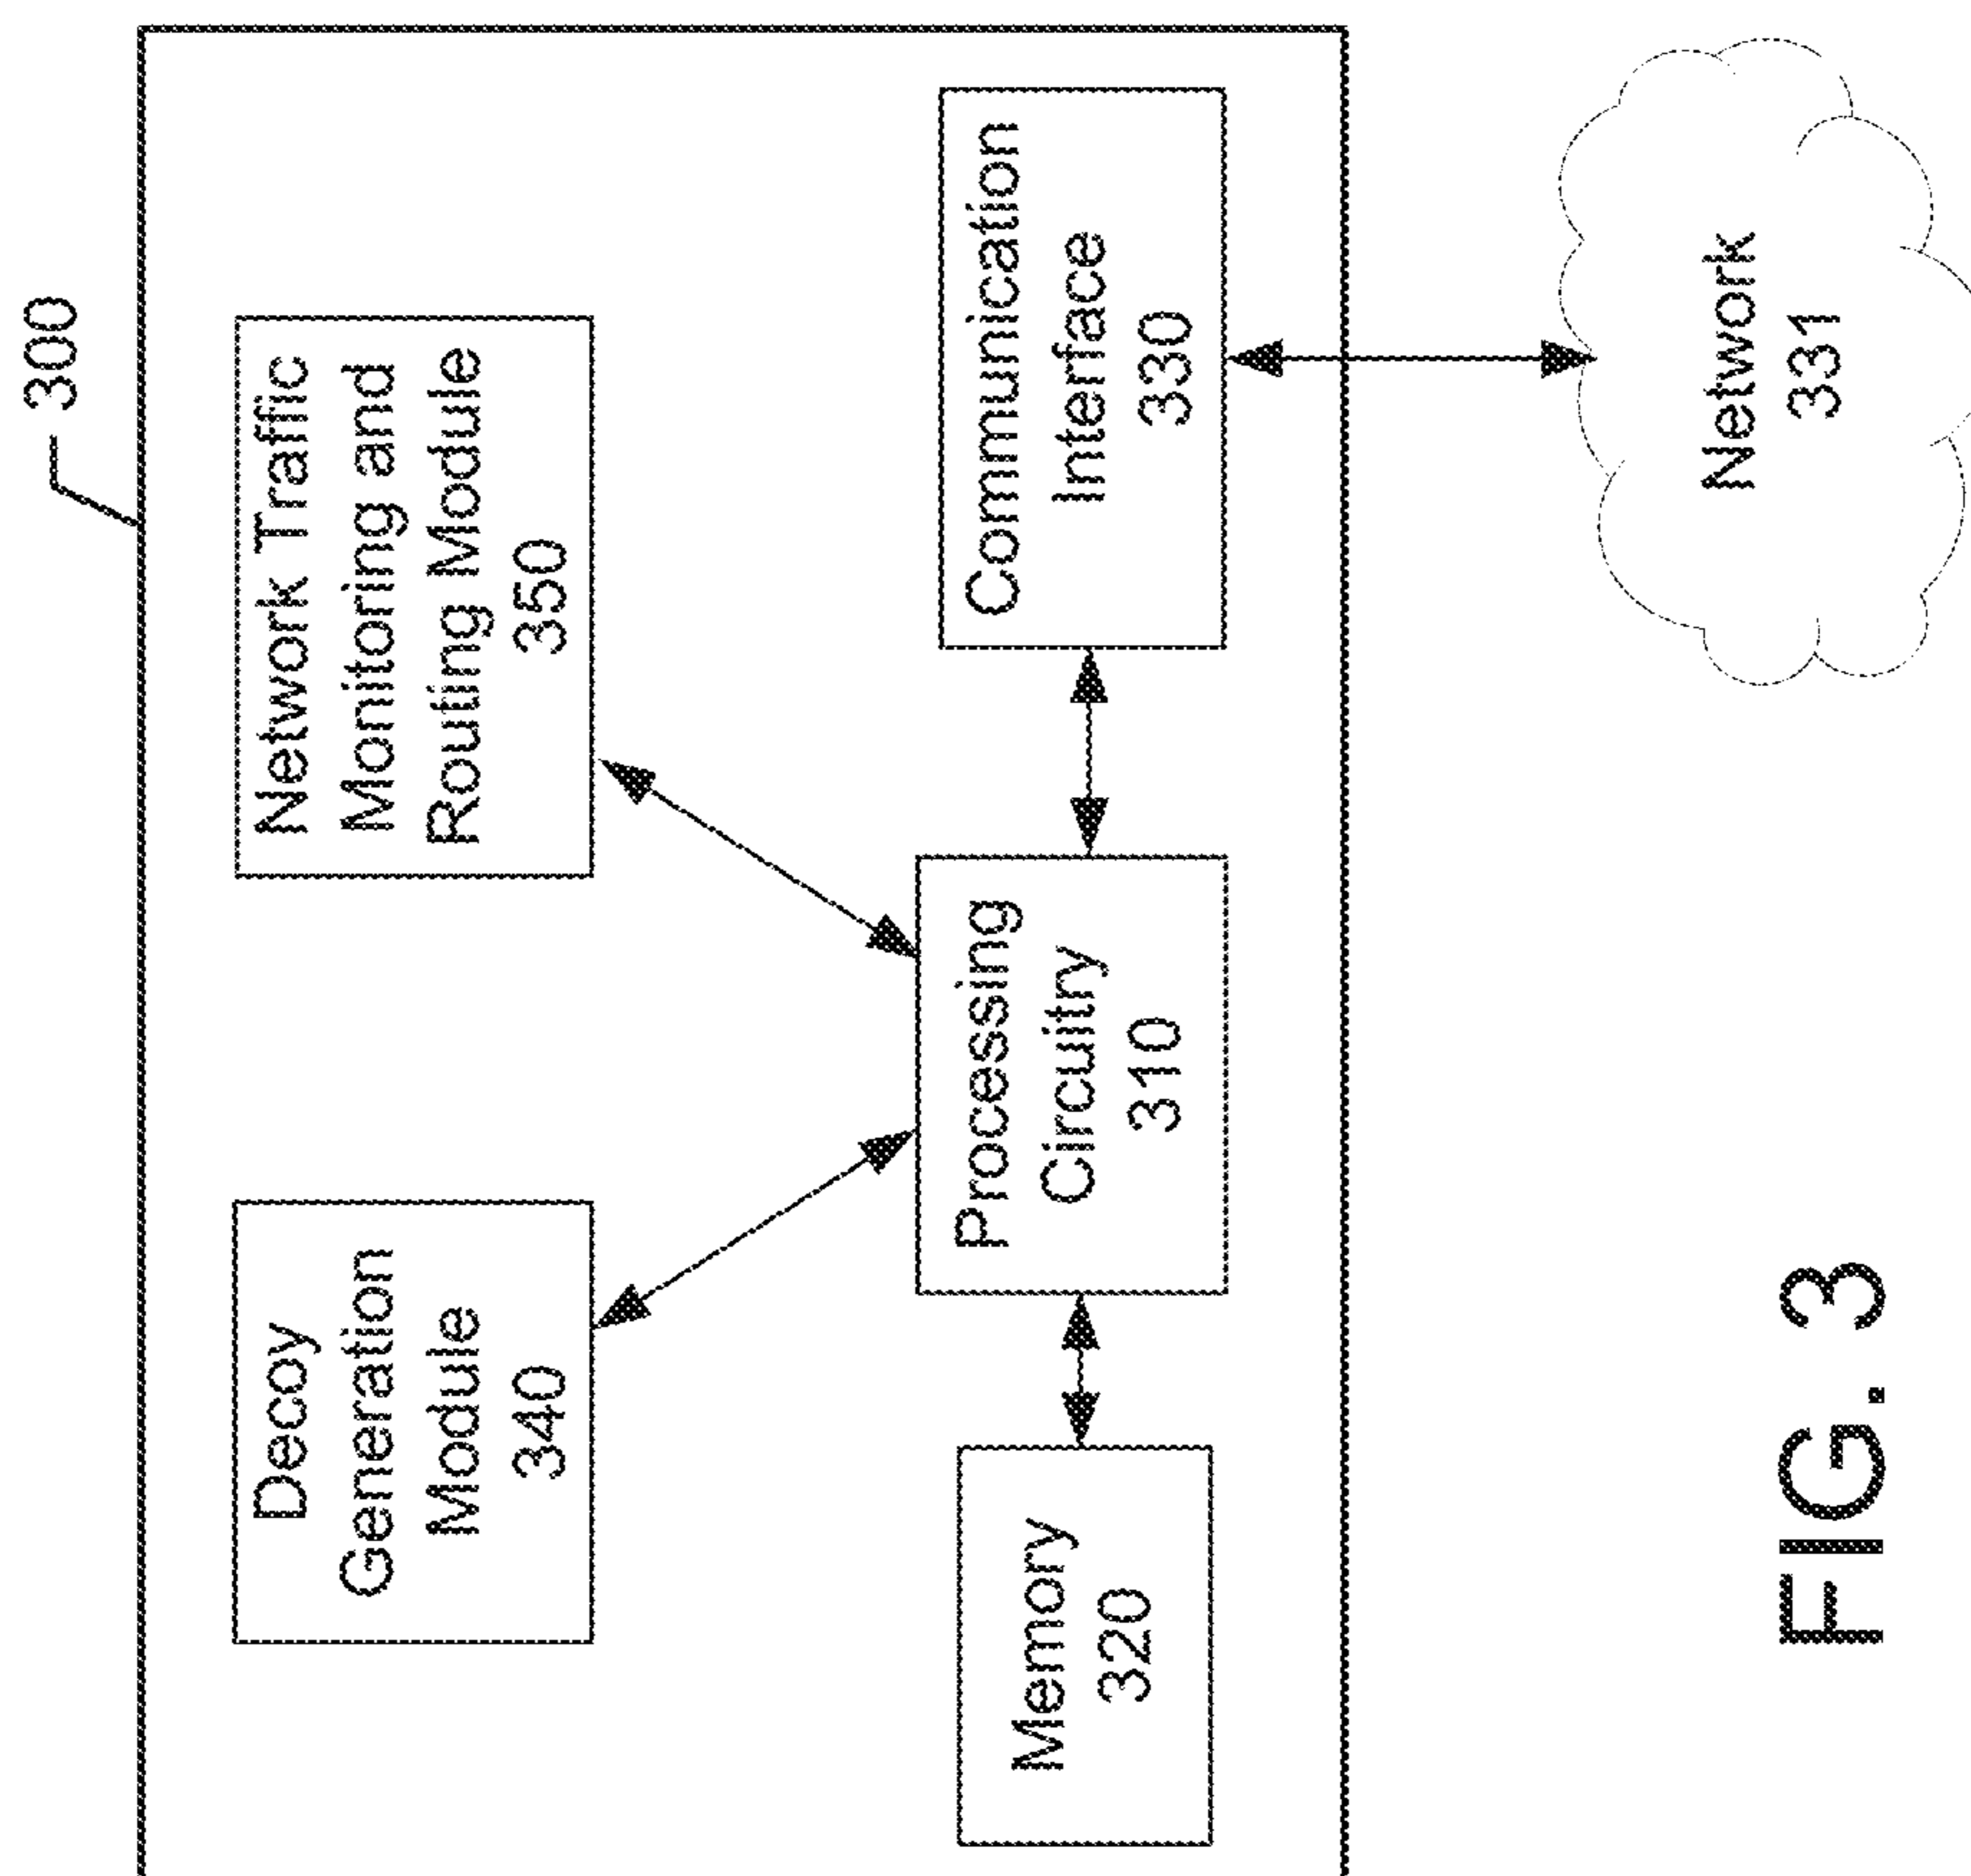 300
Decoy
Generation
Module
340
Network Traffic
Monitoring and
Routing Module
350
Memory
320
Processing
Circuitry
310
Communication
Interface
330
Network
331
FIG. 3